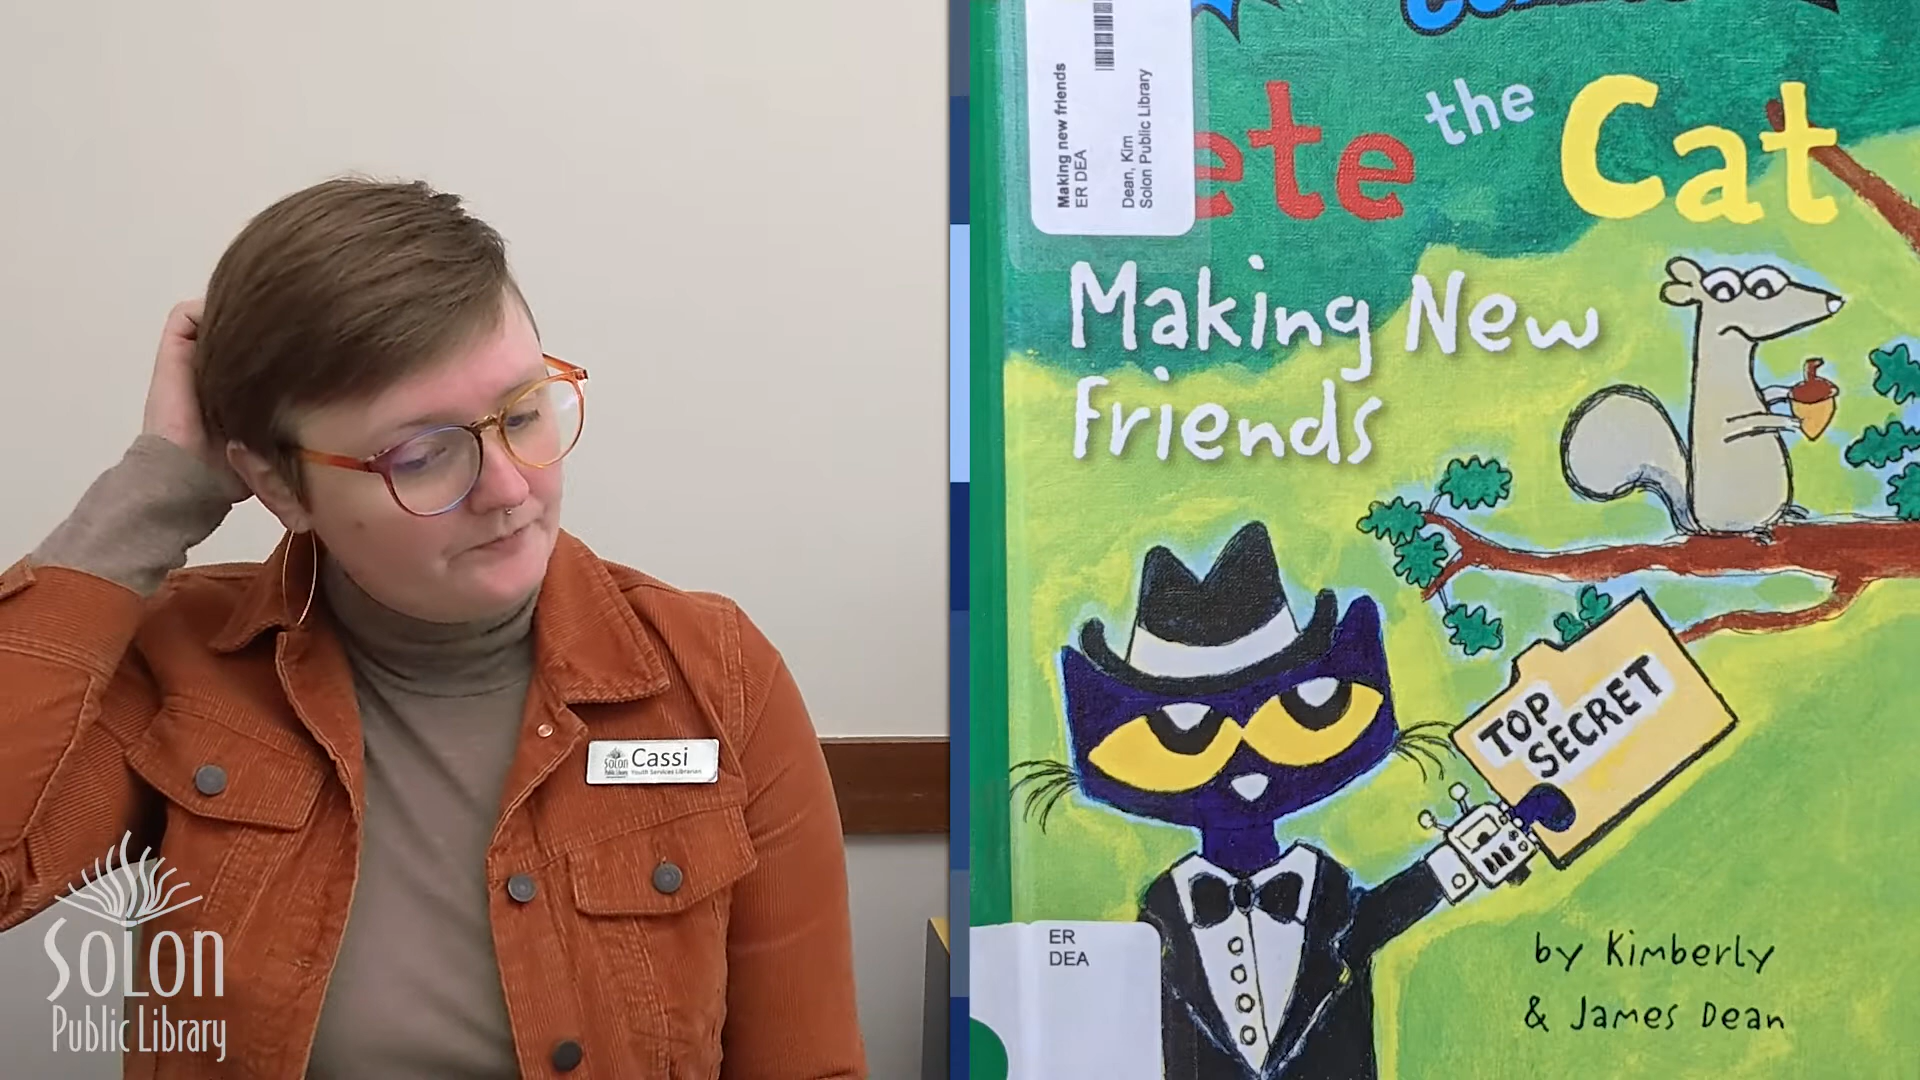 Cassi
Youth Services Librarian
SOLON
Public Library
Making new friends
ER DEA
Dean, Kim
Solon Public Library
ete the Cat
Making New
Friends
TOP
SECRET
ER
DEA
by Kimberly
& James Dean